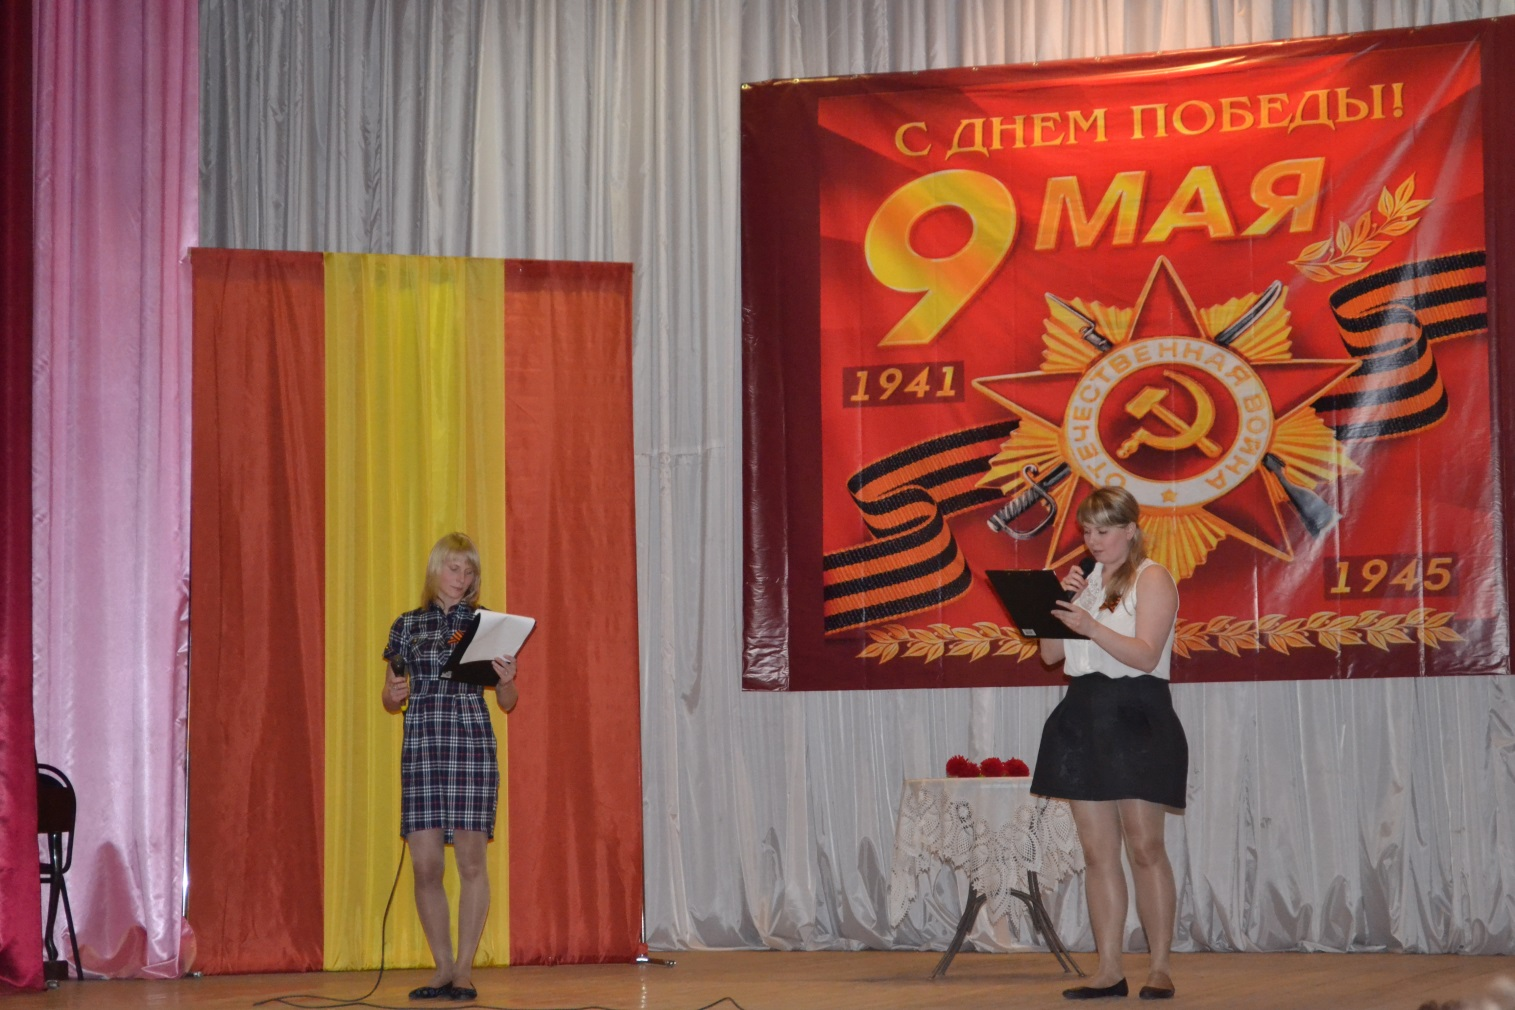 С ДНЕМ ПОБЕДЫ!
9 МАЯ
1941
ОТЕЧЕСТВЕННАЯ ВОЙНА
1945